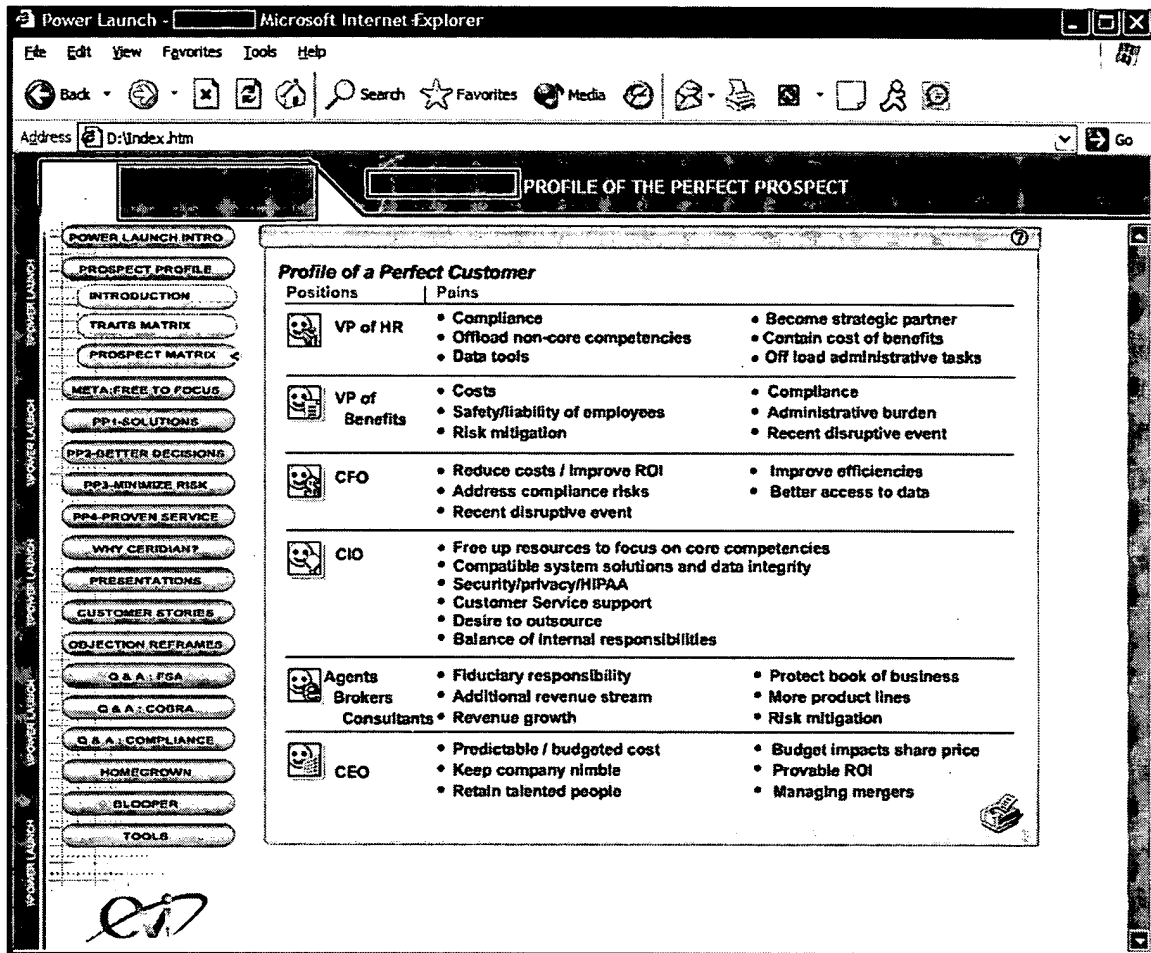 Power Launch - Microsoft Internet Explorer
File Edit View Favorites Tools Help
Back Search Favorites Media
Address D:\Index.htm Go
PROFILE OF THE PERFECT PROSPECT
POWER LAUNCH INTRO
PROSPECT PROFILE
INTRODUCTION
TRAITS MATRIX
PROSPECT MATRIX <
META:FREE TO FOCUS
PP1-SOLUTIONS
PP2-BETTER DECISIONS
PP3-MINIMIZE RISK
PP4-PROVEN SERVICE
WHY CERIDIAN?
PRESENTATIONS
CUSTOMER STORIES
OBJECTION REFRAMES
Q & A : FSA
Q & A : COBRA
Q & A : COMPLIANCE
HOMEGROWN
BLOOPER
TOOLS
POWER LAUNCH
POWER LAUNCH
POWER LAUNCH
POWER LAUNCH
POWER LAUNCH
?
Profile of a Perfect Customer
Positions | Pains
VP of HR
• Compliance
• Offload non-core competencies
• Data tools
• Become strategic partner
• Contain cost of benefits
• Off load administrative tasks
VP of
Benefits
• Costs
• Safety/liability of employees
• Risk mitigation
• Compliance
• Administrative burden
• Recent disruptive event
CFO
• Reduce costs / Improve ROI
• Address compliance risks
• Recent disruptive event
• Improve efficiencies
• Better access to data
CIO
• Free up resources to focus on core competencies
• Compatible system solutions and data integrity
• Security/privacy/HIPAA
• Customer Service support
• Desire to outsource
• Balance of internal responsibilities
Agents
Brokers
Consultants
• Fiduciary responsibility
• Additional revenue stream
• Revenue growth
• Protect book of business
• More product lines
• Risk mitigation
CEO
• Predictable / budgeted cost
• Keep company nimble
• Retain talented people
• Budget impacts share price
• Provable ROI
• Managing mergers